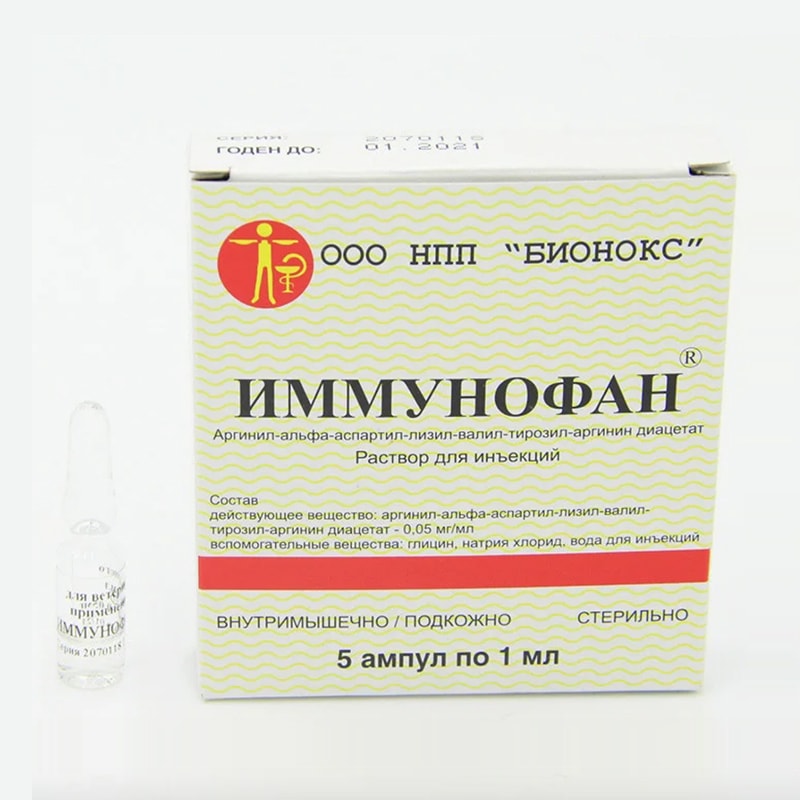 СЕРИЯ: 2070118
ГОДЕН ДО: 01.2021
ООО НПП “БИОНОКС”
ИММУНОФАН®
Аргинил-альфа-аспартил-лизил-валил-тирозил-аргинин диацетат
Раствор для инъекций
Состав
действующее вещество: аргинил-альфа-аспартил-лизил-валил-
тирозил-аргинин диацетат - 0,05 мг/мл
вспомогательные вещества: глицин, натрия хлорид, вода для инъекций
ВНУТРИМЫШЕЧНО / ПОДКОЖНО СТЕРИЛЬНО
5 ампул по 1 мл
для